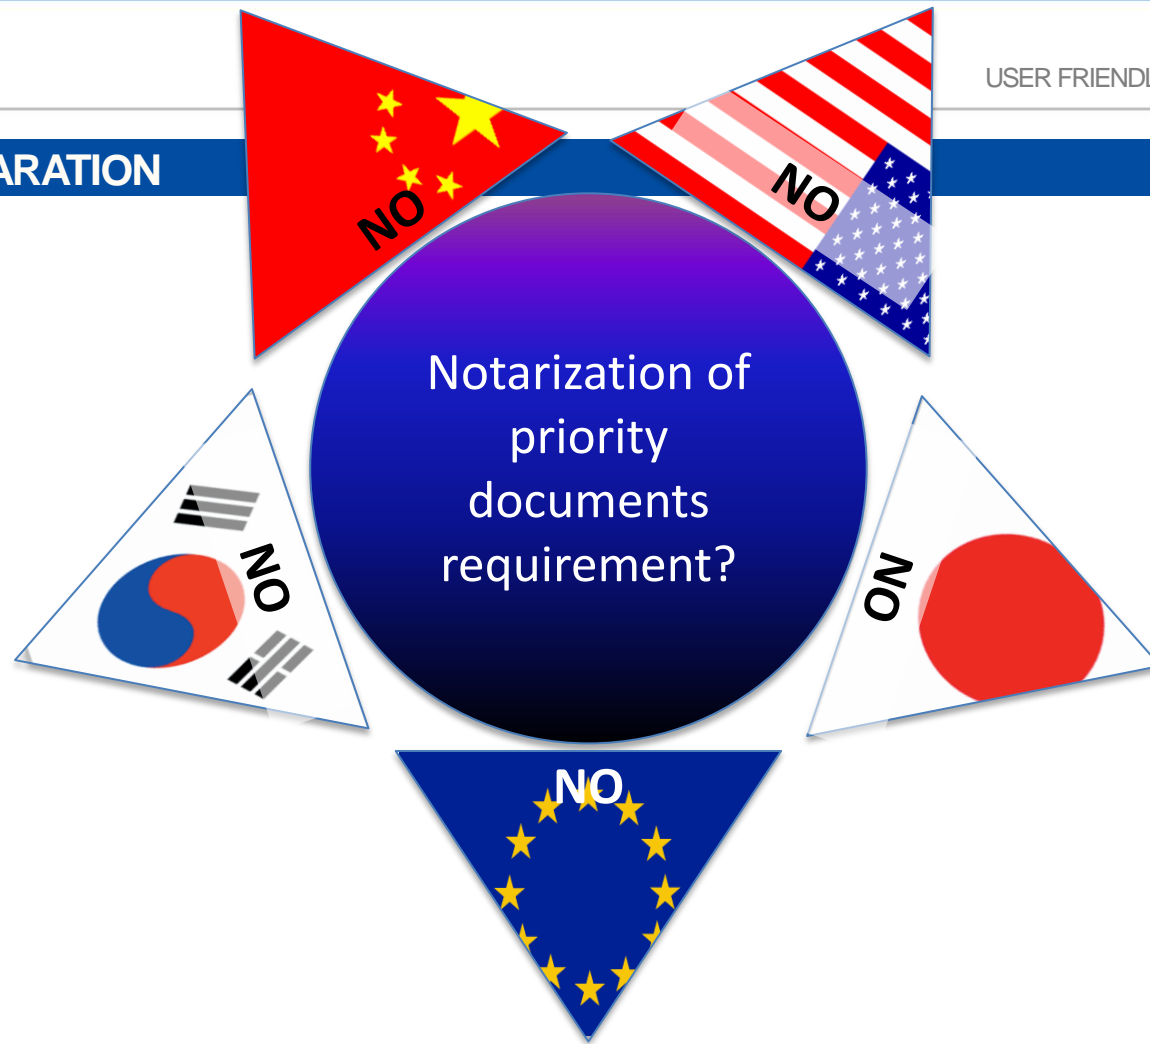 USER FRIENDL
ARATION
NO
NO
Notarization of
priority
documents
requirement?
NO
NO
NO